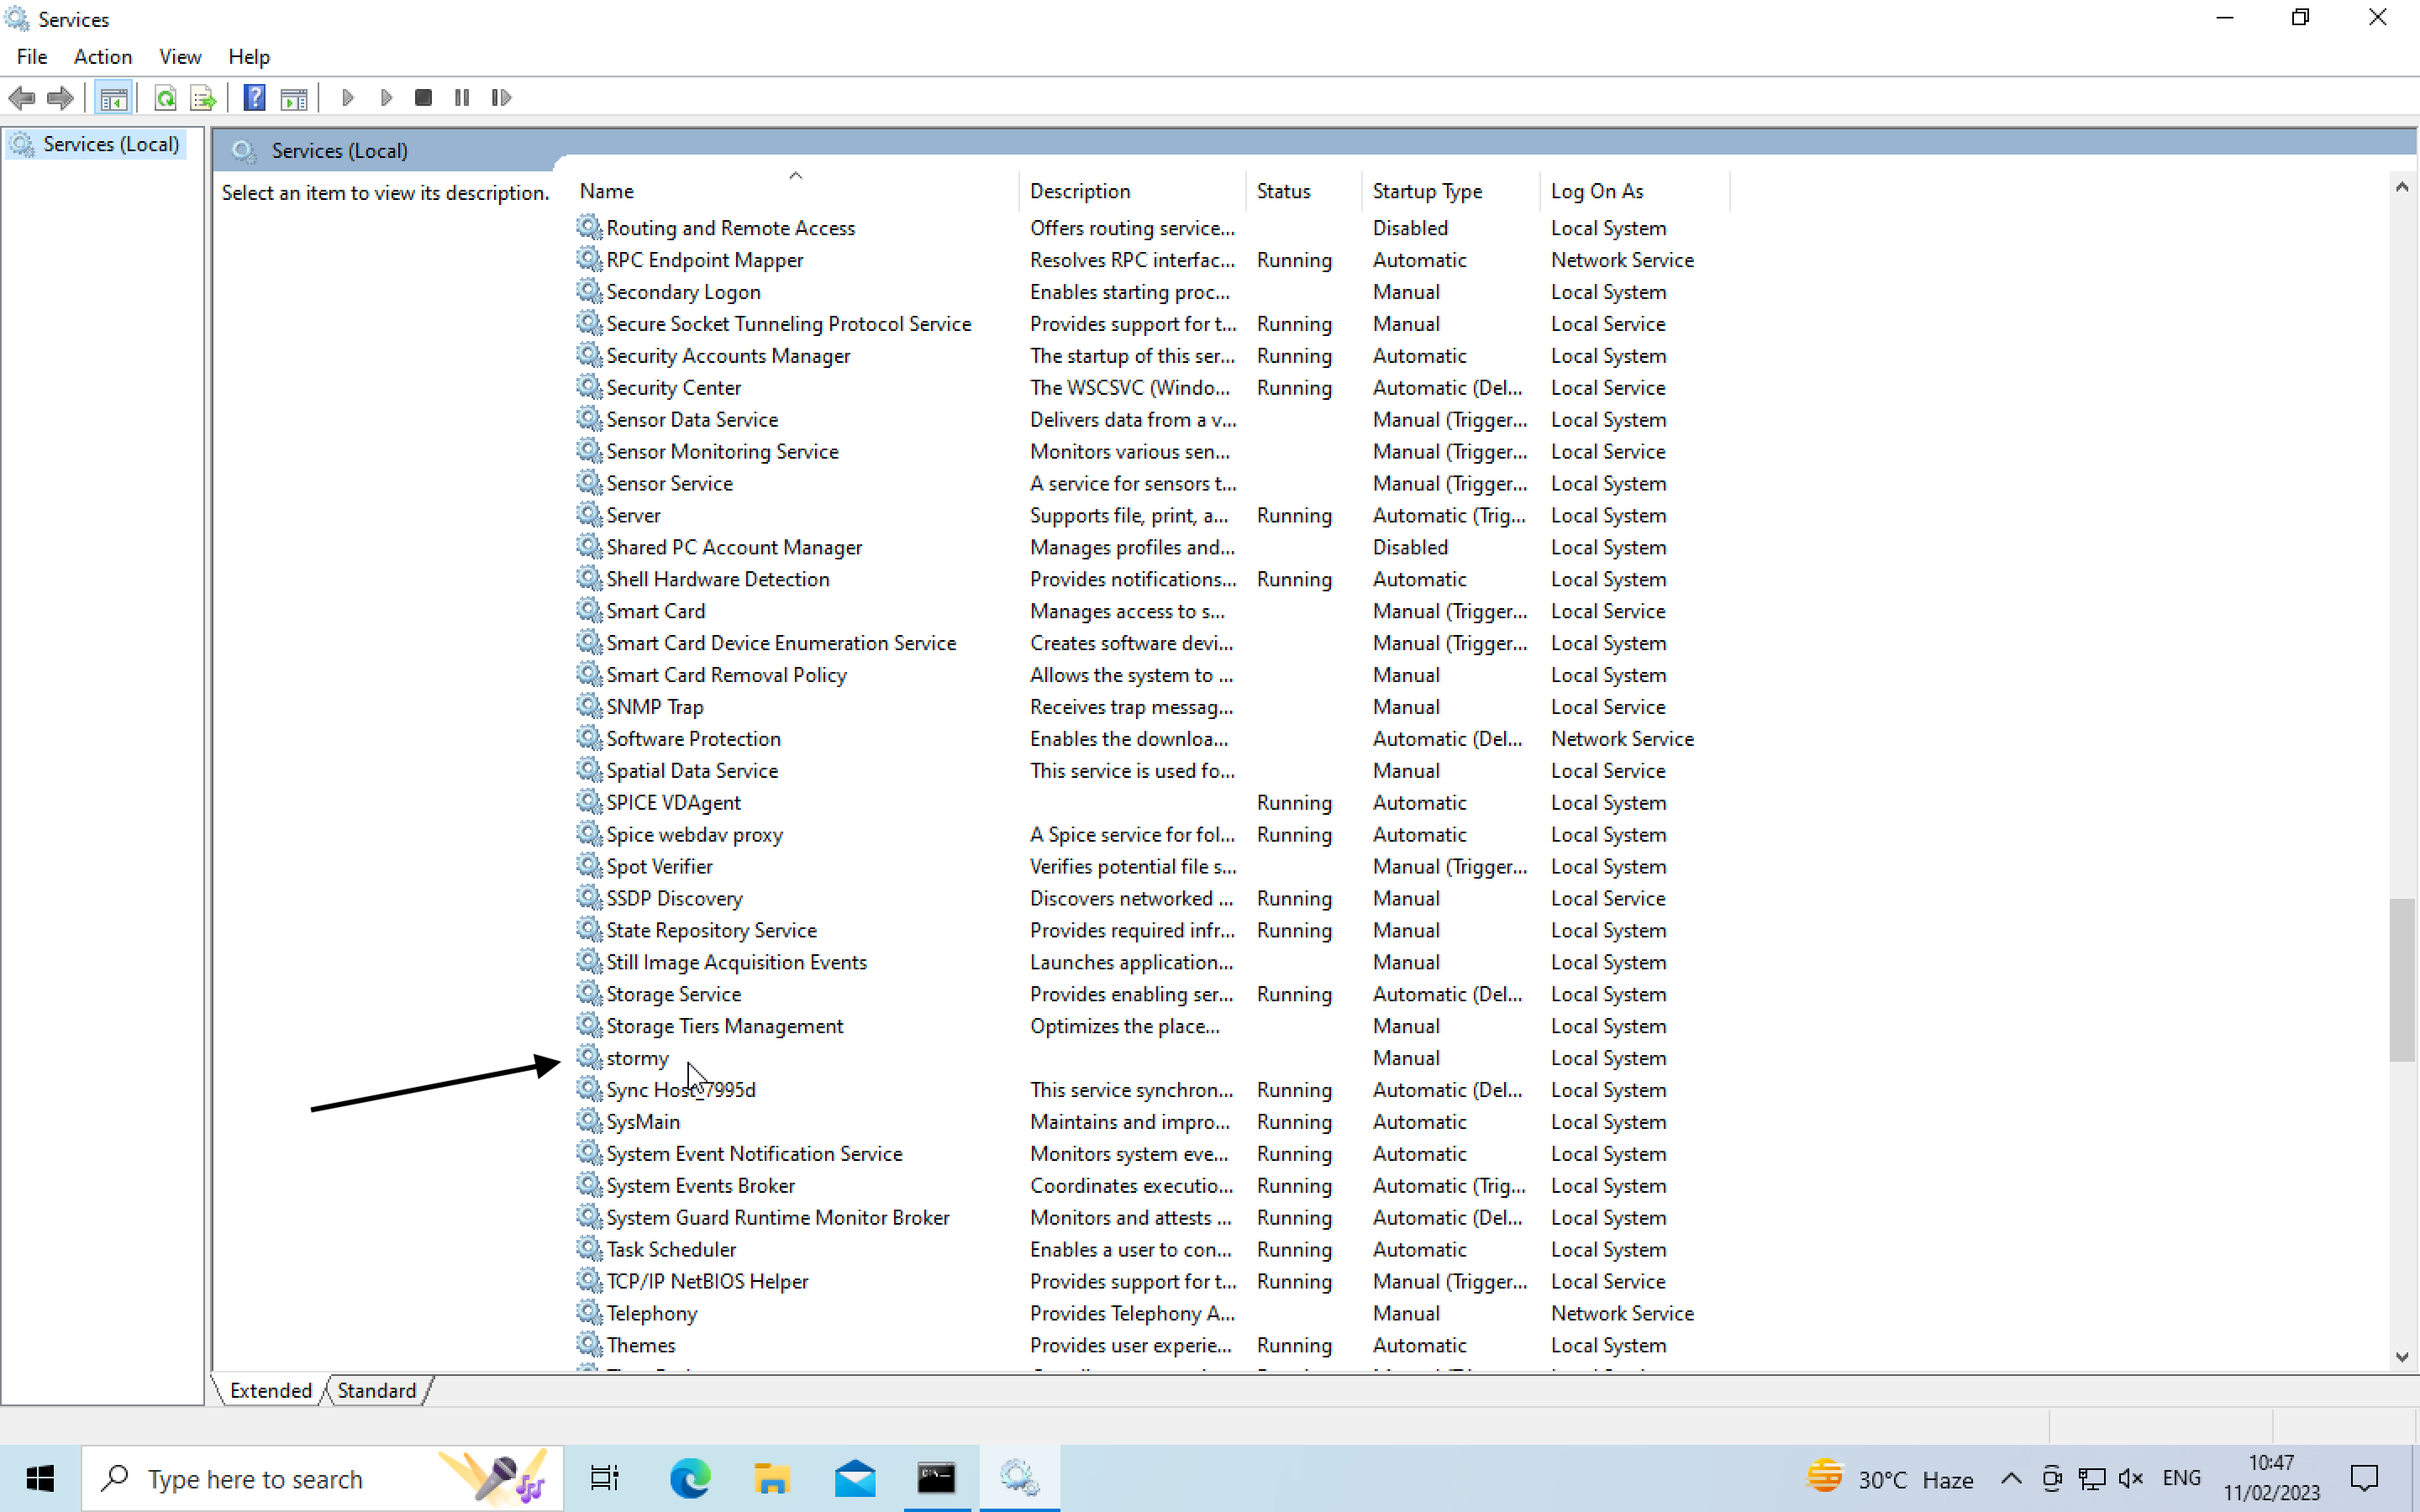 Services
File Action View Help
Services (Local)
Services (Local)
Select an item to view its description.
Name Description Status Startup Type Log On As
Routing and Remote Access Offers routing service... Disabled Local System
RPC Endpoint Mapper Resolves RPC interfac... Running Automatic Network Service
Secondary Logon Enables starting proc... Manual Local System
Secure Socket Tunneling Protocol Service Provides support for t... Running Manual Local Service
Security Accounts Manager The startup of this ser... Running Automatic Local System
Security Center The WSCSVC (Windo... Running Automatic (Del... Local Service
Sensor Data Service Delivers data from a v... Manual (Trigger... Local System
Sensor Monitoring Service Monitors various sen... Manual (Trigger... Local Service
Sensor Service A service for sensors t... Manual (Trigger... Local System
Server Supports file, print, a... Running Automatic (Trig... Local System
Shared PC Account Manager Manages profiles and... Disabled Local System
Shell Hardware Detection Provides notifications... Running Automatic Local System
Smart Card Manages access to s... Manual (Trigger... Local Service
Smart Card Device Enumeration Service Creates software devi... Manual (Trigger... Local System
Smart Card Removal Policy Allows the system to ... Manual Local System
SNMP Trap Receives trap messag... Manual Local Service
Software Protection Enables the downloa... Automatic (Del... Network Service
Spatial Data Service This service is used fo... Manual Local Service
SPICE VDAgent Running Automatic Local System
Spice webdav proxy A Spice service for fol... Running Automatic Local System
Spot Verifier Verifies potential file s... Manual (Trigger... Local System
SSDP Discovery Discovers networked ... Running Manual Local Service
State Repository Service Provides required infr... Running Manual Local System
Still Image Acquisition Events Launches application... Manual Local System
Storage Service Provides enabling ser... Running Automatic (Del... Local System
Storage Tiers Management Optimizes the place... Manual Local System
stormy Manual Local System
Sync Host_7995d This service synchron... Running Automatic (Del... Local System
SysMain Maintains and impro... Running Automatic Local System
System Event Notification Service Monitors system eve... Running Automatic Local System
System Events Broker Coordinates executio... Running Automatic (Trig... Local System
System Guard Runtime Monitor Broker Monitors and attests ... Running Automatic (Del... Local System
Task Scheduler Enables a user to con... Running Automatic Local System
TCP/IP NetBIOS Helper Provides support for t... Running Manual (Trigger... Local Service
Telephony Provides Telephony A... Manual Network Service
Themes Provides user experie... Running Automatic Local System
Extended Standard
Type here to search
30°C Haze ENG 10:47
11/02/2023